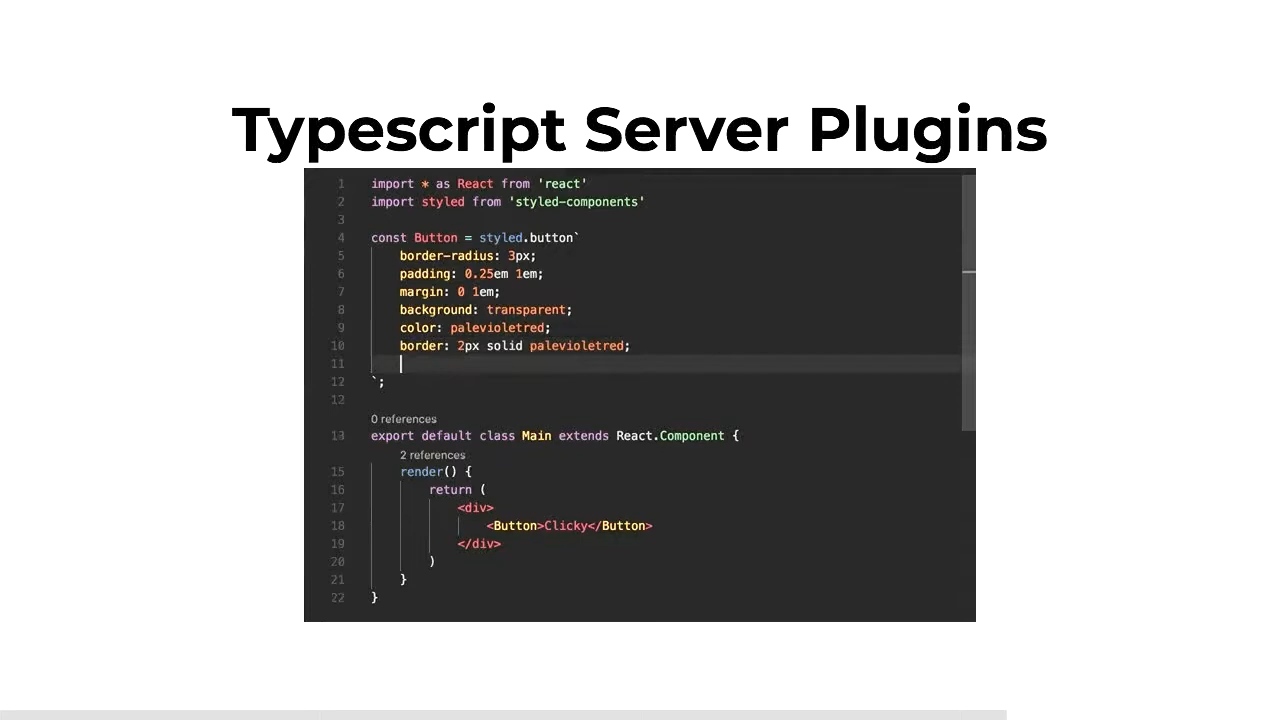 Typescript Server Plugins
1 import * as React from 'react'
2 import styled from 'styled-components'
3
4 const Button = styled.button`
5 border-radius: 3px;
6 padding: 0.25em 1em;
7 margin: 0 1em;
8 background: transparent;
9 color: palevioletred;
10 border: 2px solid palevioletred;
11
12 `;
12
0 references
13 export default class Main extends React.Component {
2 references
15 render() {
16 return (
17 <div>
18 <Button>Clicky</Button>
19 </div>
20 )
21 }
22 }